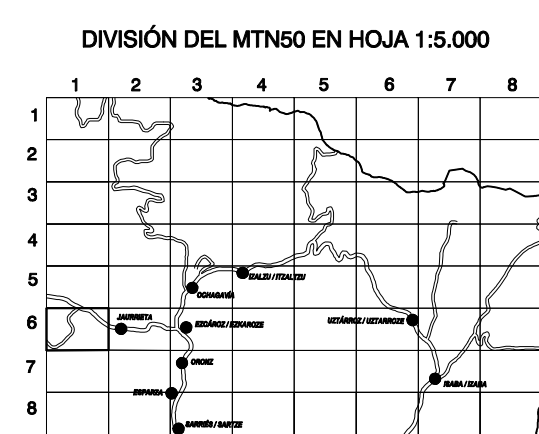 DIVISIÓN DEL MTN50 EN HOJA 1:5.000
1 2 3 4 5 6 7 8
1
2
3
4
5
IZALZU / ITZALTZU
OCHAGAVÍA
6
JAURRIETA
EZCÁROZ / EZKAROZE
UZTÁRROZ / UZTARROZE
7
ORONZ
ISABA / IZABA
ESPARZA
8
SARRIÉS / SARTZE